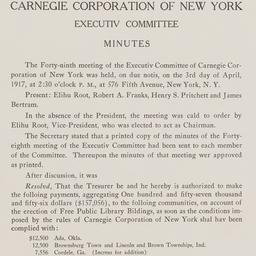 CARNEGIE CORPORATION OF NEW YORK
EXECUTIV COMMITTEE
MINUTES
The Forty-ninth meeting of the Executiv Committee of Carnegie Cor-
poration of New York was held, on due notis, on the 3rd day of April,
1917, at 2:30 o'clock P. M., at 576 Fifth Avenue, New York, N. Y.
Present: Elihu Root, Robert A. Franks, Henry S. Pritchett and James
Bertram.
In the absence of the President, the meeting was cald to order by
Elihu Root, Vice-President, who was elected to act as Chairman.
The Secretary stated that a printed copy of the minutes of the Forty-
eighth meeting of the Executiv Committee had been sent to each member
of the Committee. Thereupon the minutes of that meeting wer approved
as printed.
After discussion, it was
Resolved, That the Tresurer be and he hereby is authorized to make
the foloing payments, aggregating One hundred and fifty-seven thousand
and fifty-six dollars ($157,056), to the foloing communities, on account
of the erection of Free Public Library Bildings, as soon as the conditions im-
posed by the rules of Carnegie Corporation of New York shal have been
complied with:
$12,500 Ada, Okla.
12,500 Brownsburg Town and Lincoln and Brown Townships, Ind.
7,556 Cordele, Ga. (Increas for addition)